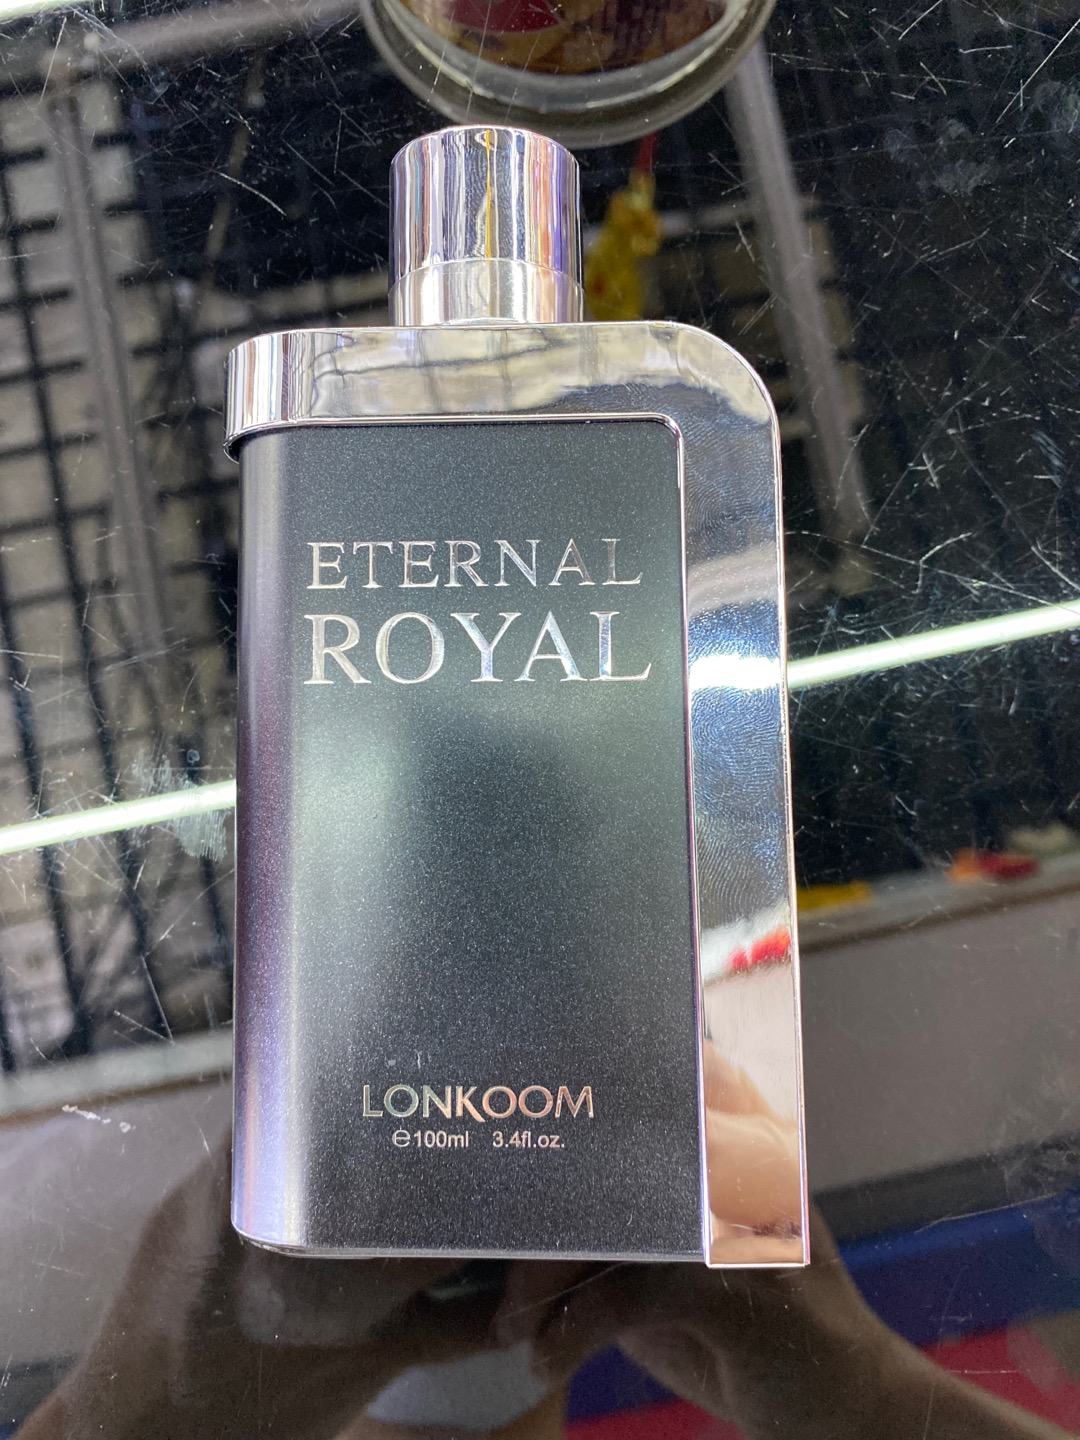 ETERNAL
ROYAL
LONKOOM
℮100ml 3.4fl.oz.